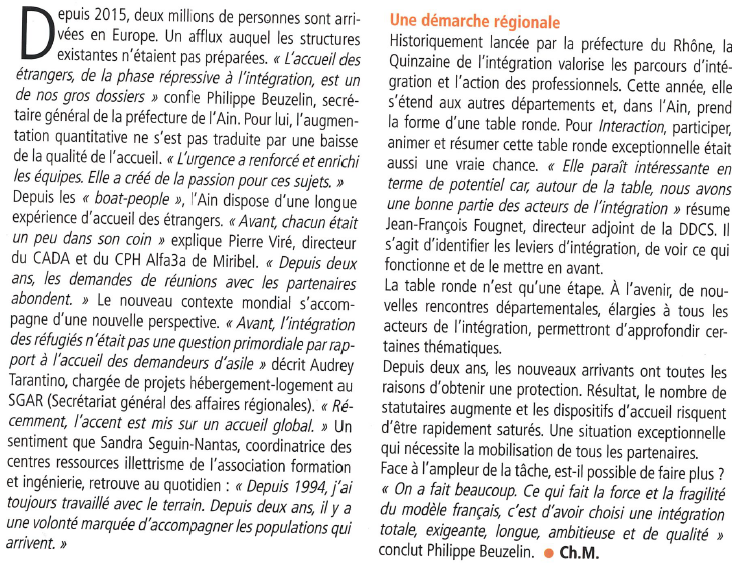 Depuis 2015, deux millions de personnes sont arri-
vées en Europe. Un afflux auquel les structures
existantes n'étaient pas préparées. « L'accueil des
étrangers, de la phase répressive à l'intégration, est un
de nos gros dossiers » confie Philippe Beuzelin, secré-
taire général de la préfecture de l'Ain. Pour lui, l'augmen-
tation quantitative ne s'est pas traduite par une baisse
de la qualité de l'accueil. « L'urgence a renforcé et enrichi
les équipes. Elle a créé de la passion pour ces sujets. »
Depuis les « boat-people », l'Ain dispose d'une longue
expérience d'accueil des étrangers. « Avant, chacun était
un peu dans son coin » explique Pierre Viré, directeur
du CADA et du CPH Alfa3a de Miribel. « Depuis deux
ans, les demandes de réunions avec les partenaires
abondent. » Le nouveau contexte mondial s'accom-
pagne d'une nouvelle perspective. « Avant, l'intégration
des réfugiés n'était pas une question primordiale par rap-
port à l'accueil des demandeurs d'asile » décrit Audrey
Tarantino, chargée de projets hébergement-logement au
SGAR (Secrétariat général des affaires régionales). « Ré-
cemment, l'accent est mis sur un accueil global. » Un
sentiment que Sandra Seguin-Nantas, coordinatrice des
centres ressources illettrisme de l'association formation
et ingénierie, retrouve au quotidien : « Depuis 1994, j'ai
toujours travaillé avec le terrain. Depuis deux ans, il y a
une volonté marquée d'accompagner les populations qui
arrivent. »
Une démarche régionale
Historiquement lancée par la préfecture du Rhône, la
Quinzaine de l'intégration valorise les parcours d'inté-
gration et l'action des professionnels. Cette année, elle
s'étend aux autres départements et, dans l'Ain, prend
la forme d'une table ronde. Pour Interaction, participer,
animer et résumer cette table ronde exceptionnelle était
aussi une vraie chance. « Elle paraît intéressante en
terme de potentiel car, autour de la table, nous avons
une bonne partie des acteurs de l'intégration » résume
Jean-François Fougnet, directeur adjoint de la DDCS. Il
s'agit d'identifier les leviers d'intégration, de voir ce qui
fonctionne et de le mettre en avant.
La table ronde n'est qu'une étape. À l'avenir, de nou-
velles rencontres départementales, élargies à tous les
acteurs de l'intégration, permettront d'approfondir cer-
taines thématiques.
Depuis deux ans, les nouveaux arrivants ont toutes les
raisons d'obtenir une protection. Résultat, le nombre de
statutaires augmente et les dispositifs d'accueil risquent
d'être rapidement saturés. Une situation exceptionnelle
qui nécessite la mobilisation de tous les partenaires.
Face à l'ampleur de la tâche, est-il possible de faire plus ?
« On a fait beaucoup. Ce qui fait la force et la fragilité
du modèle français, c'est d'avoir choisi une intégration
totale, exigeante, longue, ambitieuse et de qualité »
conclut Philippe Beuzelin. ● Ch.M.